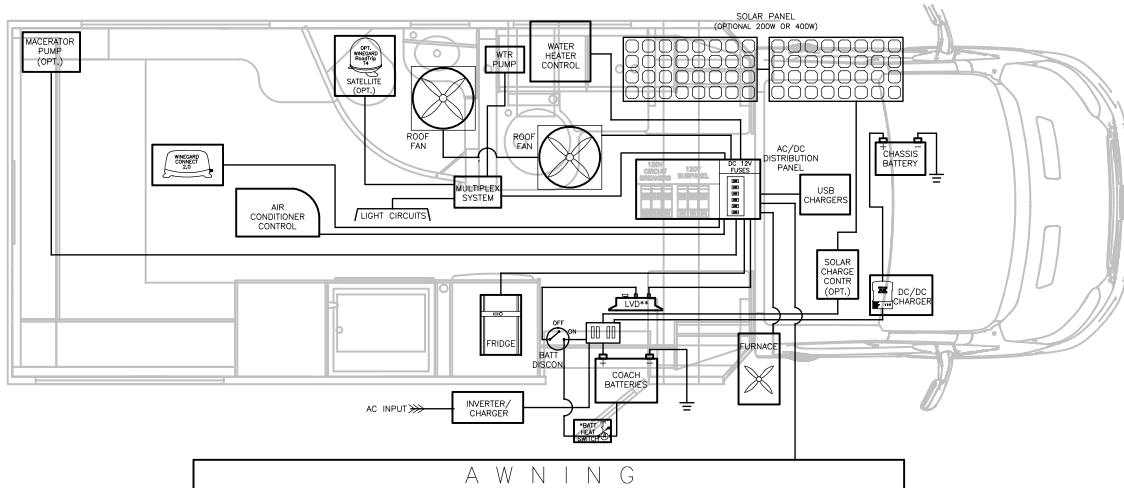 SOLAR PANEL
(OPTIONAL 200W OR 400W)
MACERATOR
PUMP
(OPT.)
OPT.
WINEGARD
RoadTrip
T4
SATELLITE
(OPT.)
WTR
PUMP
WATER
HEATER
CONTROL
ROOF
FAN
ROOF
FAN
AC/DC
DISTRIBUTION
PANEL
CHASSIS
BATTERY
WINEGARD
CONNECT
2.0
120V
CIRCUIT
BREAKERS
120V
SUBPANEL
DC 12V
FUSES
MULTIPLEX
SYSTEM
USB
CHARGERS
AIR
CONDITIONER
CONTROL
LIGHT CIRCUITS
SOLAR
CHARGE
CONTR
(OPT.)
DC/DC
CHARGER
LVD**
FRIDGE
OFF
ON
BATT
DISCON
FURNACE
COACH
BATTERIES
AC INPUT
INVERTER/
CHARGER
*BATT
HEAT
SWITCH
AWNING